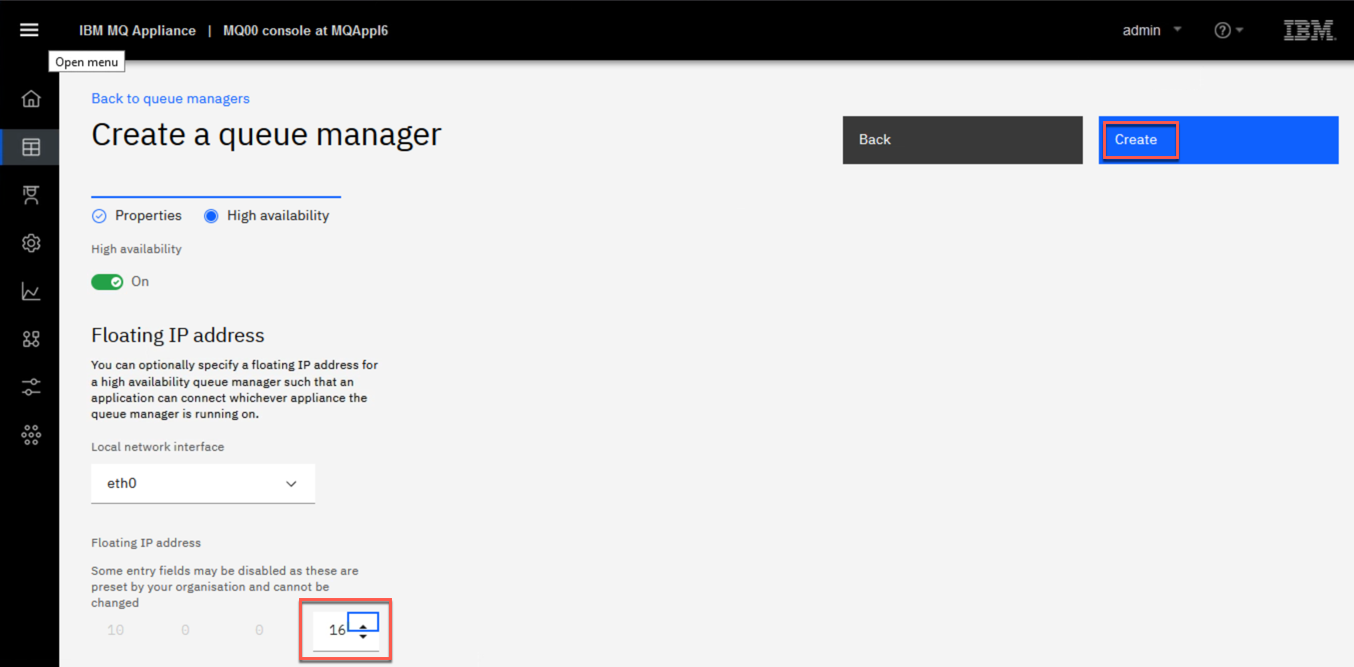 IBM MQ Appliance | MQ00 console at MQAppl6
admin
IBM
Open menu
Back to queue managers
Create a queue manager
Back
Create
Properties
High availability
High availability
On
Floating IP address
You can optionally specify a floating IP address for
a high availability queue manager such that an
application can connect whichever appliance the
queue manager is running on.
Local network interface
eth0
Floating IP address
Some entry fields may be disabled as these are
preset by your organisation and cannot be
changed
10 0 0 16